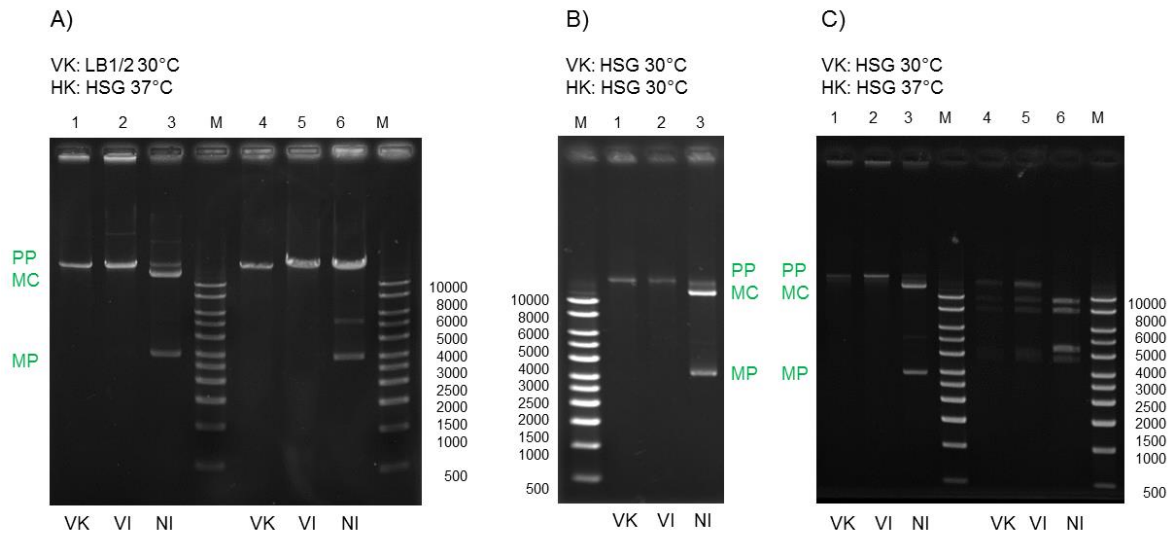 A)
VK: LB1/2 30°C
HK: HSG 37°C
1 2 3 M 4 5 6 M
PP
MC
MP
10000
8000
6000
5000
4000
3000
2500
2000
1500
1000
500
VK VI NI VK VI NI
B)
VK: HSG 30°C
HK: HSG 30°C
M 1 2 3
10000
8000
6000
5000
4000
3000
2500
2000
1500
1000
500
PP
MC
MP
VK VI NI
C)
VK: HSG 30°C
HK: HSG 37°C
1 2 3 M 4 5 6 M
PP
MC
MP
10000
8000
6000
5000
4000
3000
2500
2000
1500
1000
500
VK VI NI VK VI NI